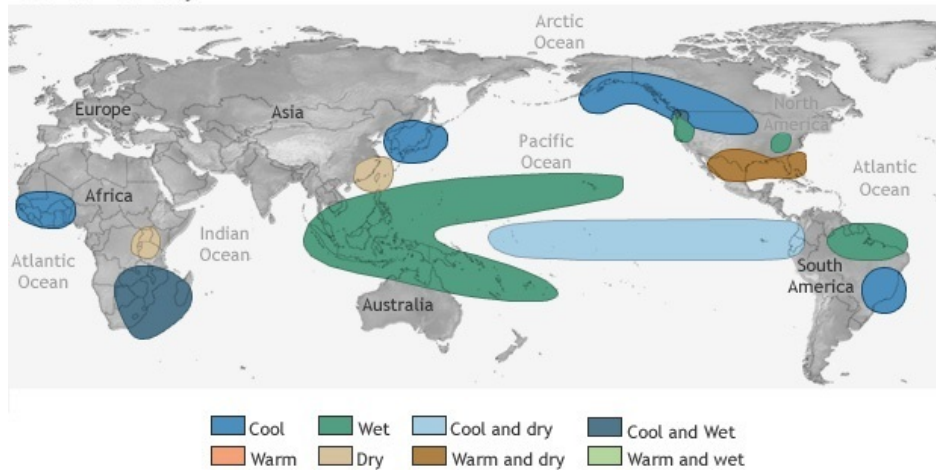 Arctic
Ocean
Europe
Asia
North
America
Pacific
Ocean
Atlantic
Ocean
Africa
Indian
Ocean
Atlantic
Ocean
South
America
Australia
Cool
Wet
Cool and dry
Cool and Wet
Warm
Dry
Warm and dry
Warm and wet